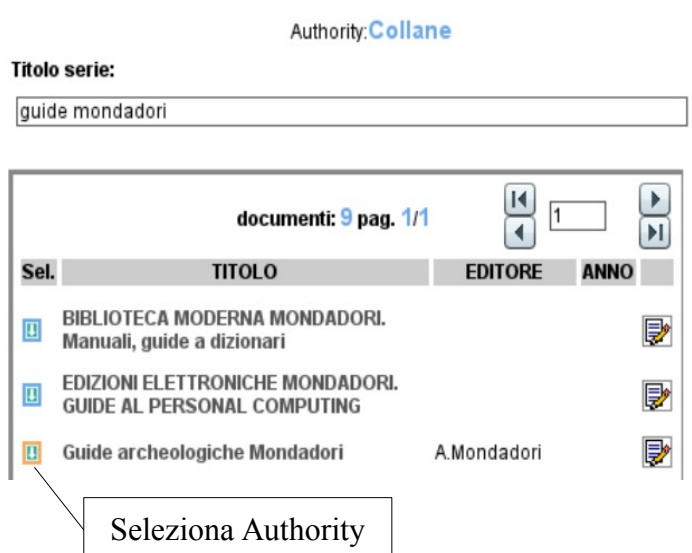 Authority:Collane
Titolo serie:
guide mondadori
documenti: 9 pag. 1/1
1
Sel. TITOLO EDITORE ANNO
BIBLIOTECA MODERNA MONDADORI.
Manuali, guide a dizionari
EDIZIONI ELETTRONICHE MONDADORI.
GUIDE AL PERSONAL COMPUTING
Guide archeologiche Mondadori A.Mondadori
Seleziona Authority